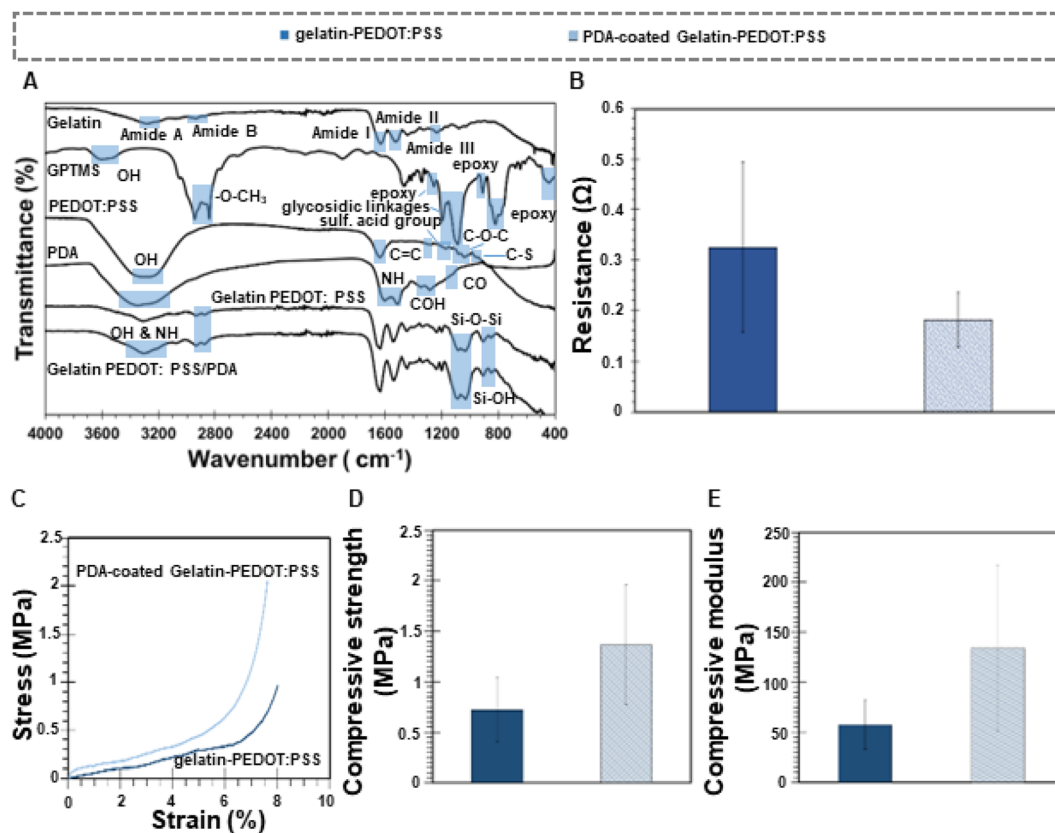 gelatin-PEDOT:PSS
PDA-coated Gelatin-PEDOT:PSS
A
Transmittance (%)
Gelatin
Amide A
Amide B
Amide I
Amide II
Amide III
GPTMS
OH
-O-CH₃
epoxy
epoxy
epoxy
glycosidic linkages
sulf. acid group
PEDOT:PSS
OH
C=C
C-O-C
C-S
PDA
NH
COH
CO
Gelatin PEDOT: PSS
OH & NH
Si-O-Si
Gelatin PEDOT: PSS/PDA
Si-OH
4000 3600 3200 2800 1600 1200 800 400
Wavenumber ( cm⁻¹)
B
Resistance (Ω)
0.6
0.5
0.4
0.3
0.2
0.1
0
C
Stress (MPa)
2.5
2
1.5
1
0.5
0
PDA-coated Gelatin-PEDOT:PSS
gelatin-PEDOT:PSS
0 2 4 6 8 10
Strain (%)
D
Compressive strength
(MPa)
2.5
2
1.5
1
0.5
0
E
Compressive modulus
(MPa)
250
200
150
100
50
0